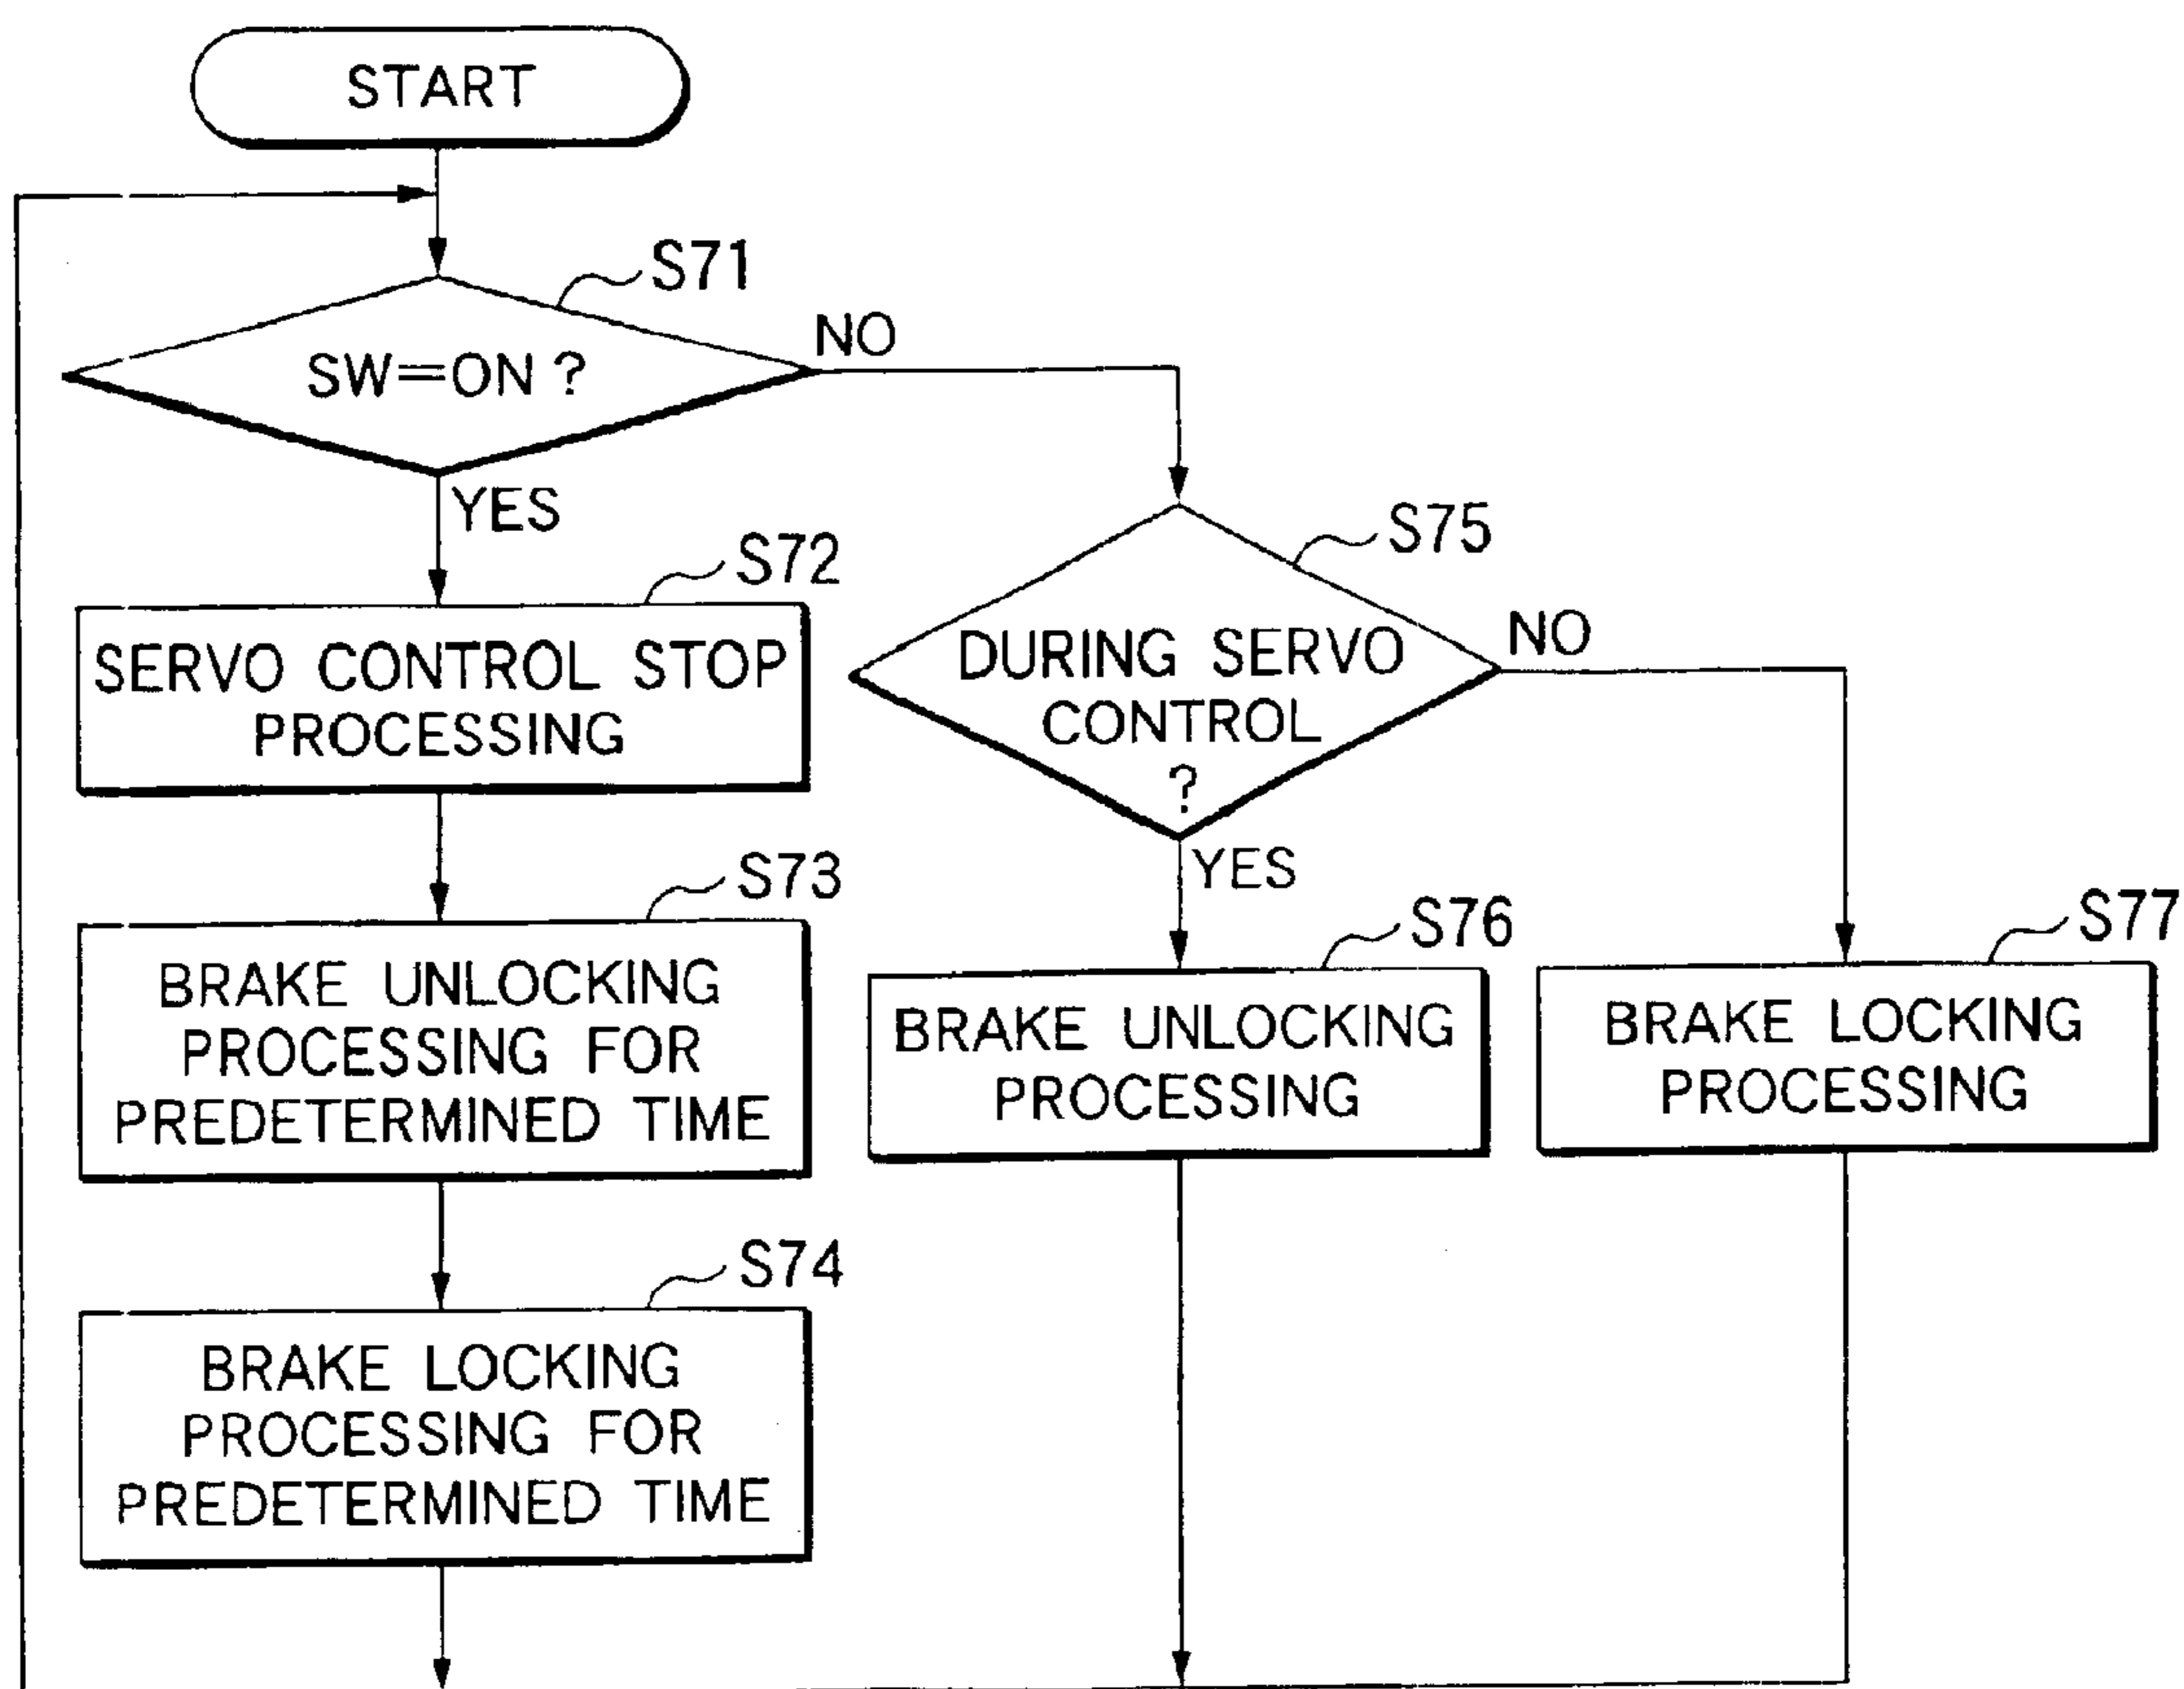 START
S71
SW=ON ?
NO
YES
S72
SERVO CONTROL STOP
PROCESSING
S73
BRAKE UNLOCKING
PROCESSING FOR
PREDETERMINED TIME
S74
BRAKE LOCKING
PROCESSING FOR
PREDETERMINED TIME
S75
DURING SERVO
CONTROL
?
NO
YES
S76
BRAKE UNLOCKING
PROCESSING
S77
BRAKE LOCKING
PROCESSING